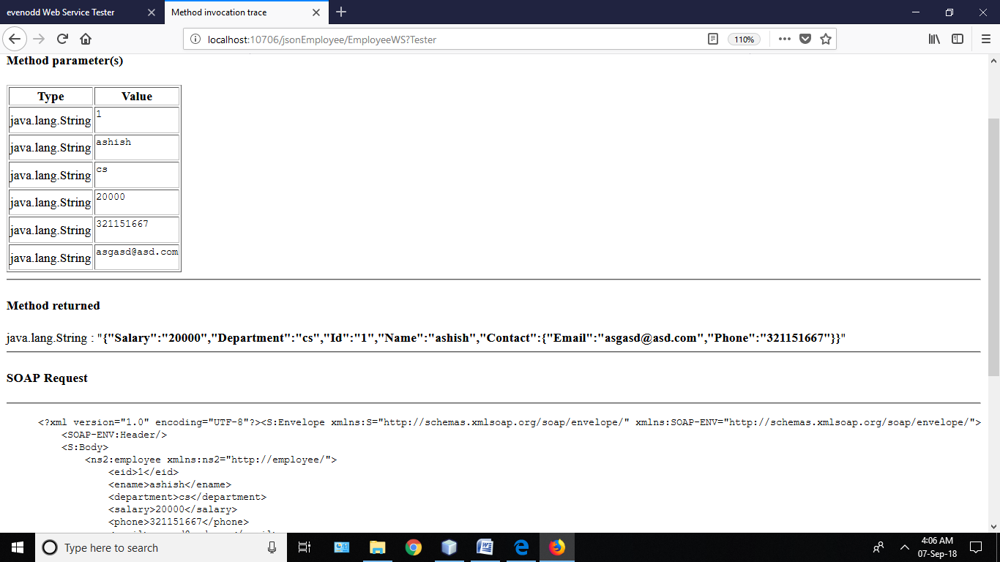 evenodd Web Service Tester
Method invocation trace
localhost:10706/jsonEmployee/EmployeeWS?Tester
110%
Method parameter(s)
Type Value
java.lang.String 1
java.lang.String ashish
java.lang.String cs
java.lang.String 20000
java.lang.String 321151667
java.lang.String asgasd@asd.com
Method returned
java.lang.String : "{"Salary":"20000","Department":"cs","Id":"1","Name":"ashish","Contact":{"Email":"asgasd@asd.com","Phone":"321151667"}}"
SOAP Request
<?xml version="1.0" encoding="UTF-8"?><S:Envelope xmlns:S="http://schemas.xmlsoap.org/soap/envelope/" xmlns:SOAP-ENV="http://schemas.xmlsoap.org/soap/envelope/">
<SOAP-ENV:Header/>
<S:Body>
<ns2:employee xmlns:ns2="http://employee/">
<eid>1</eid>
<ename>ashish</ename>
<department>cs</department>
<salary>20000</salary>
<phone>321151667</phone>
Type here to search
4:06 AM
07-Sep-18